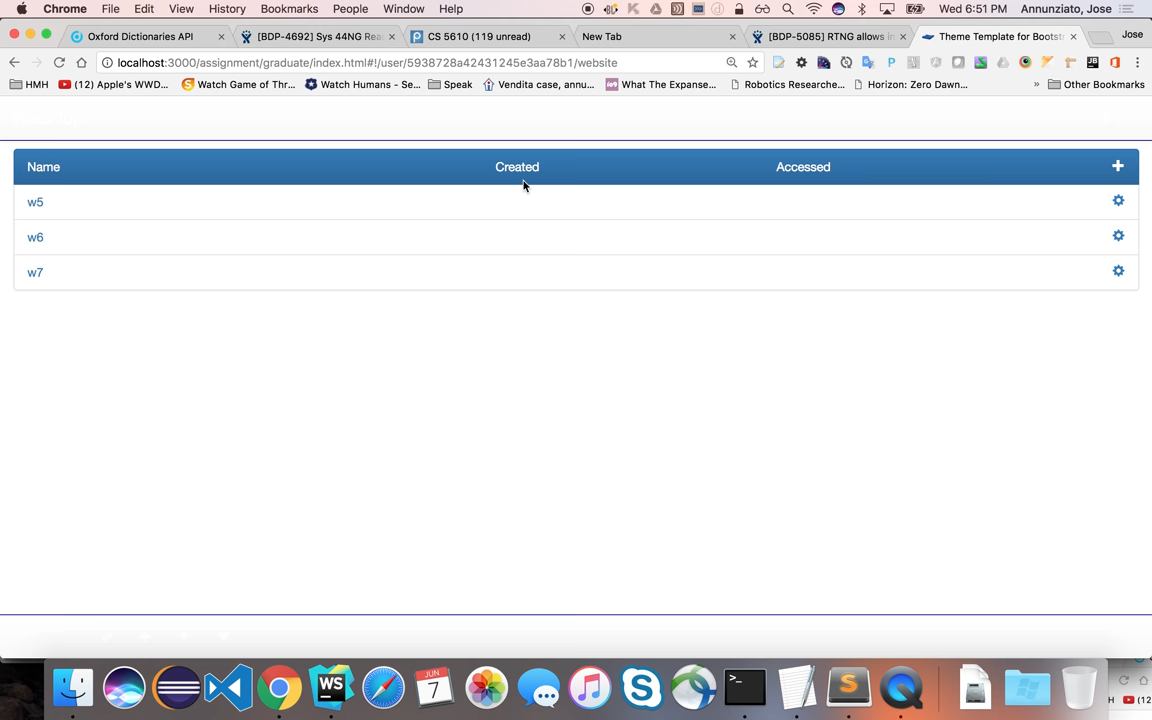 Chrome File Edit View History Bookmarks People Window Help Wed 6:51 PM Annunziato, Jose
Oxford Dictionaries API [BDP-4692] Sys 44NG Rea CS 5610 (119 unread) New Tab [BDP-5085] RTNG allows in Theme Template for Bootst Jose
localhost:3000/assignment/graduate/index.html#!/user/5938728a42431245e3aa78b1/website
HMH (12) Apple's WWD... Watch Game of Thr... Watch Humans - Se... Speak Vendita case, annu... What The Expanse... Robotics Researche... Horizon: Zero Dawn... » Other Bookmarks
Name Created Accessed
w5
w6
w7
JUN
7
WS